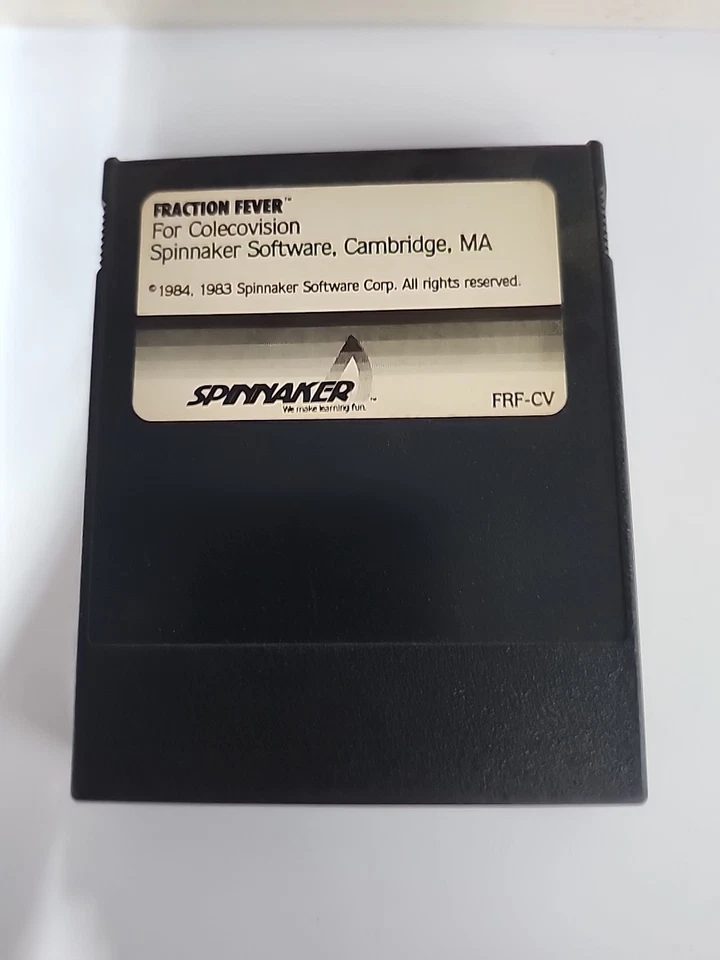 FRACTION FEVER™
For Colecovision
Spinnaker Software, Cambridge, MA
©1984, 1983 Spinnaker Software Corp. All rights reserved.
SPINNAKER™
We make learning fun.
FRF-CV